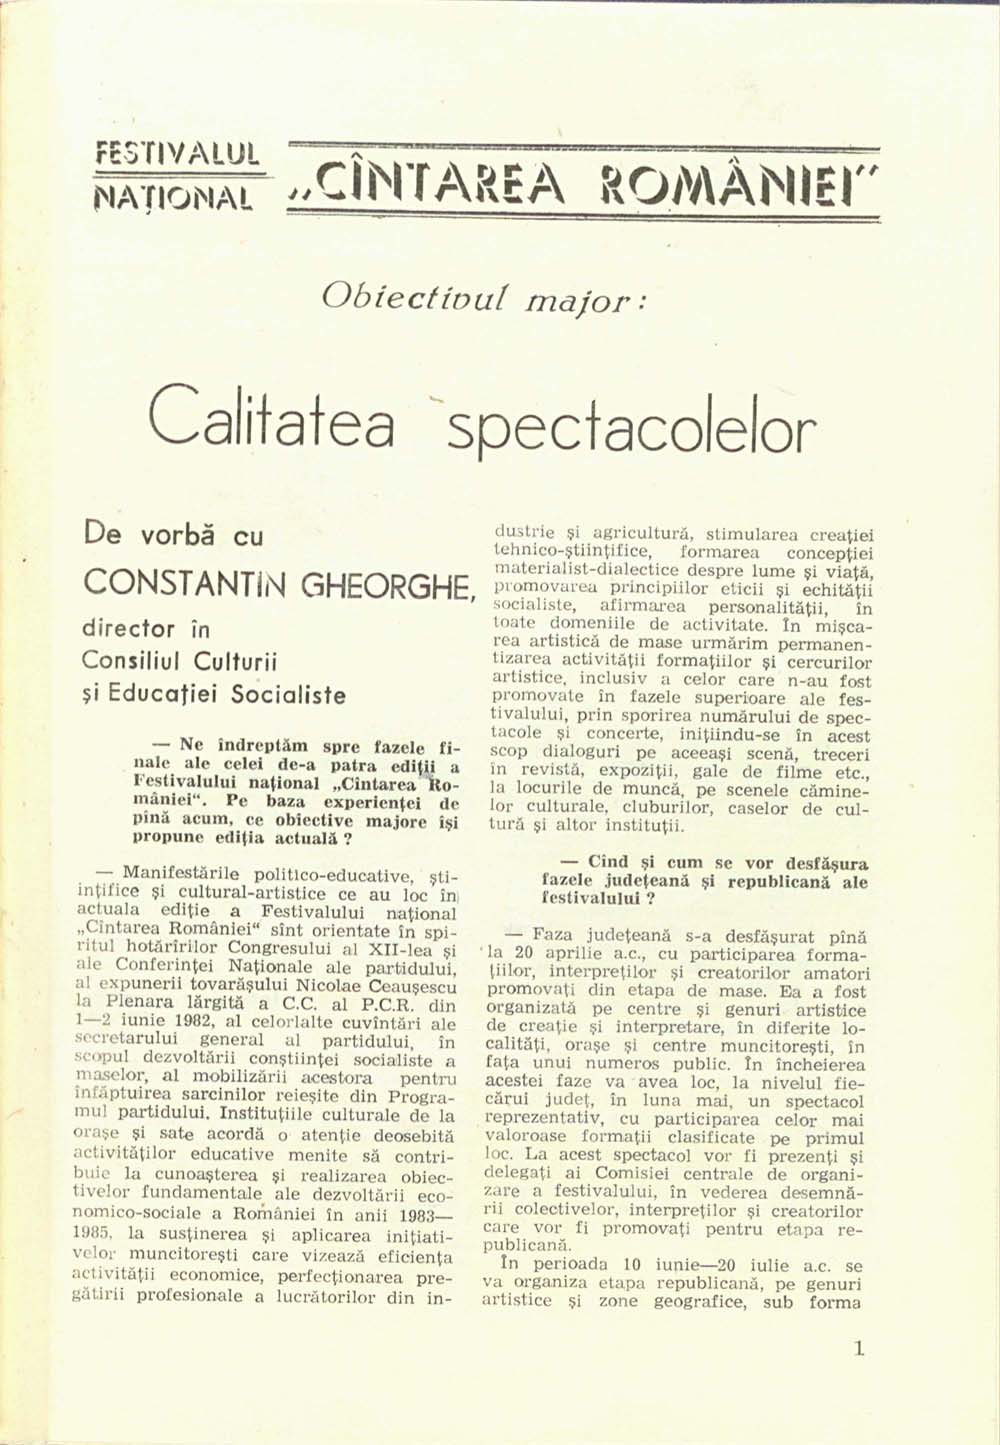 FESTIVALUL
NAȚIONAL
„CÎNTAREA ROMÂNIEI”
Obiectivul major :
Calitatea spectacolelor
De vorbă cu
CONSTANTIN GHEORGHE,
director în
Consiliul Culturii
și Educației Socialiste
— Ne îndreptăm spre fazele fi-
nale ale celei de-a patra ediții a
Festivalului național „Cîntarea Ro-
mâniei“. Pe baza experienței de
pînă acum, ce obiective majore își
propune ediția actuală ?
— Manifestările politico-educative, ști-
ințifice și cultural-artistice ce au loc în
actuala ediție a Festivalului național
„Cîntarea României“ sînt orientate în spi-
ritul hotărîrilor Congresului al XII-lea și
ale Conferinței Naționale ale partidului,
al expunerii tovarășului Nicolae Ceaușescu
la Plenara lărgită a C.C. al P.C.R. din
1—2 iunie 1982, al celorlalte cuvîntări ale
secretarului general al partidului, în
scopul dezvoltării conștiinței socialiste a
maselor, al mobilizării acestora pentru
înfăptuirea sarcinilor reieșite din Progra-
mul partidului. Instituțiile culturale de la
orașe și sate acordă o atenție deosebită
activităților educative menite să contri-
buie la cunoașterea și realizarea obiec-
tivelor fundamentale ale dezvoltării eco-
nomico-sociale a României în anii 1983—
1985, la susținerea și aplicarea inițiati-
velor muncitorești care vizează eficiența
activității economice, perfecționarea pre-
gătirii profesionale a lucrătorilor din in-
dustrie și agricultură, stimularea creației
tehnico-științifice, formarea concepției
materialist-dialectice despre lume și viață,
promovarea principiilor eticii și echității
socialiste, afirmarea personalității, în
toate domeniile de activitate. În mișca-
rea artistică de mase urmărim permanen-
tizarea activității formațiilor și cercurilor
artistice, inclusiv a celor care n-au fost
promovate în fazele superioare ale fes-
tivalului, prin sporirea numărului de spec-
tacole și concerte, inițiindu-se în acest
scop dialoguri pe aceeași scenă, treceri
în revistă, expoziții, gale de filme etc.,
la locurile de muncă, pe scenele cămine-
lor culturale, cluburilor, caselor de cul-
tură și altor instituții.
— Cînd și cum se vor desfășura
fazele județeană și republicană ale
festivalului ?
— Faza județeană s-a desfășurat pînă
la 20 aprilie a.c., cu participarea forma-
țiilor, interpreților și creatorilor amatori
promovați din etapa de mase. Ea a fost
organizată pe centre și genuri artistice
de creație și interpretare, în diferite lo-
calități, orașe și centre muncitorești, în
fața unui numeros public. În încheierea
acestei faze va avea loc, la nivelul fie-
cărui județ, în luna mai, un spectacol
reprezentativ, cu participarea celor mai
valoroase formații clasificate pe primul
loc. La acest spectacol vor fi prezenți și
delegați ai Comisiei centrale de organi-
zare a festivalului, în vederea desemnă-
rii colectivelor, interpreților și creatorilor
care vor fi promovați pentru etapa re-
publicană.
În perioada 10 iunie—20 iulie a.c. se
va organiza etapa republicană, pe genuri
artistice și zone geografice, sub forma
1